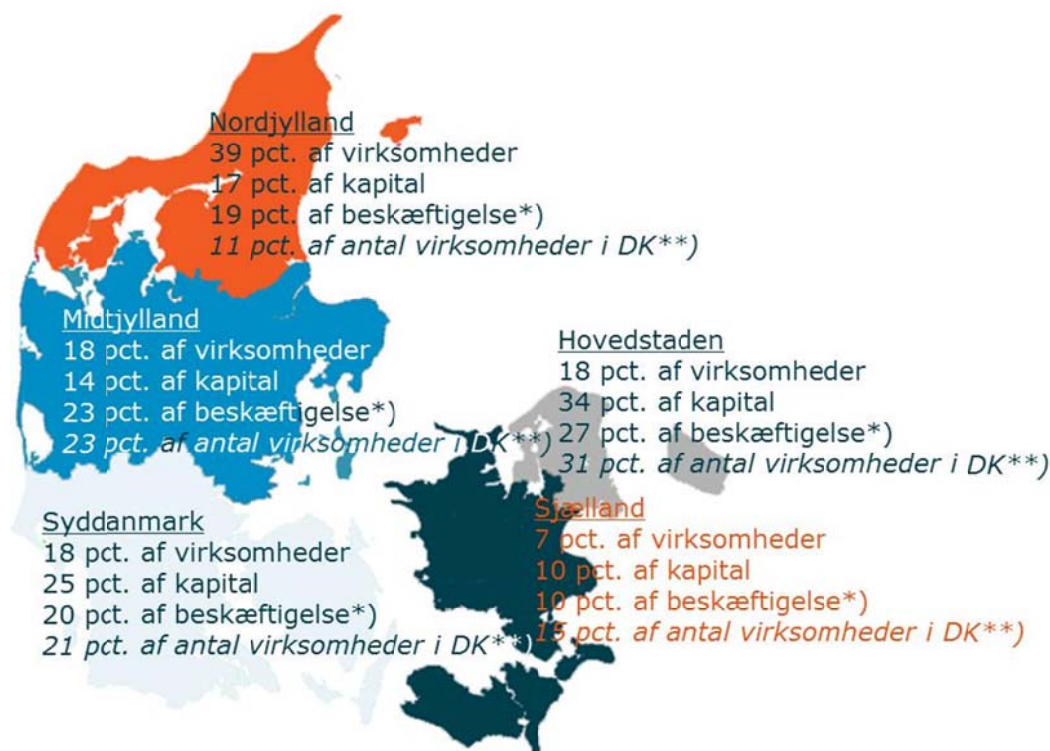 Nordjylland
39 pct. af virksomheder
17 pct. af kapital
19 pct. af beskæftigelse*)
11 pct. af antal virksomheder i DK**)
Midtjylland
18 pct. af virksomheder
14 pct. af kapital
23 pct. af beskæftigelse*)
23 pct. af antal virksomheder i DK**)
Hovedstaden
18 pct. af virksomheder
34 pct. af kapital
27 pct. af beskæftigelse*)
31 pct. af antal virksomheder i DK**)
Syddanmark
18 pct. af virksomheder
25 pct. af kapital
20 pct. af beskæftigelse*)
21 pct. af antal virksomheder i DK**)
Sjælland
7 pct. af virksomheder
10 pct. af kapital
10 pct. af beskæftigelse*)
15 pct. af antal virksomheder i DK**)